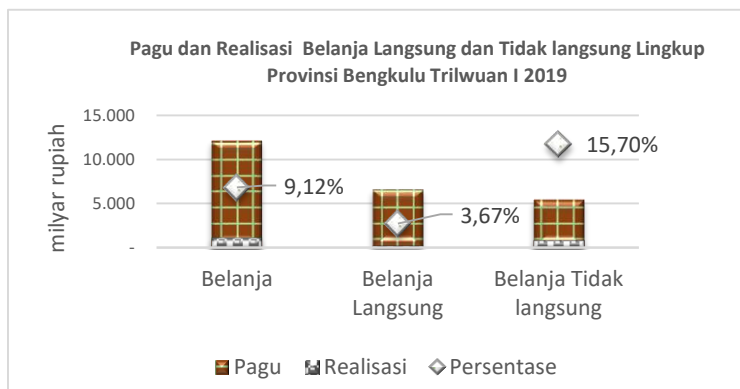 Pagu dan Realisasi Belanja Langsung dan Tidak langsung Lingkup
Provinsi Bengkulu Trilwuan I 2019
milyar rupiah
15.000
10.000
5.000
-
9,12%
3,67%
15,70%
Belanja
Belanja
Langsung
Belanja Tidak
langsung
Pagu
Realisasi
Persentase